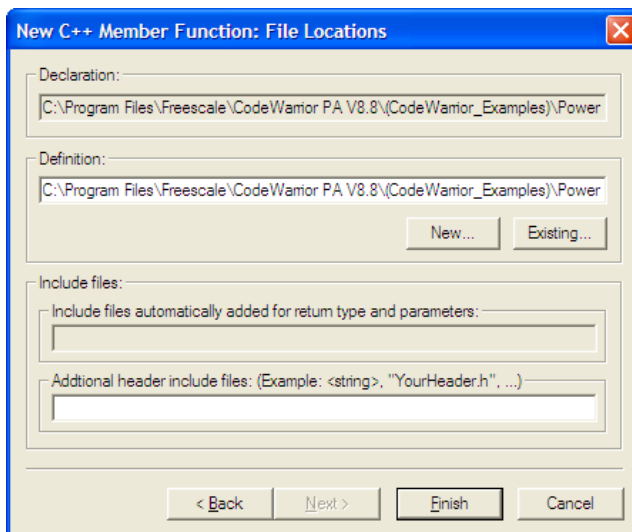 New C++ Member Function: File Locations
Declaration:
C:\Program Files\Freescale\CodeWarrior PA V8.8\(CodeWarrior_Examples)\Power
Definition:
C:\Program Files\Freescale\CodeWarrior PA V8.8\(CodeWarrior_Examples)\Power
New...
Existing...
Include files:
Include files automatically added for return type and parameters:
Addtional header include files: (Example: <string>, "YourHeader.h", ...)
< Back
Next >
Finish
Cancel